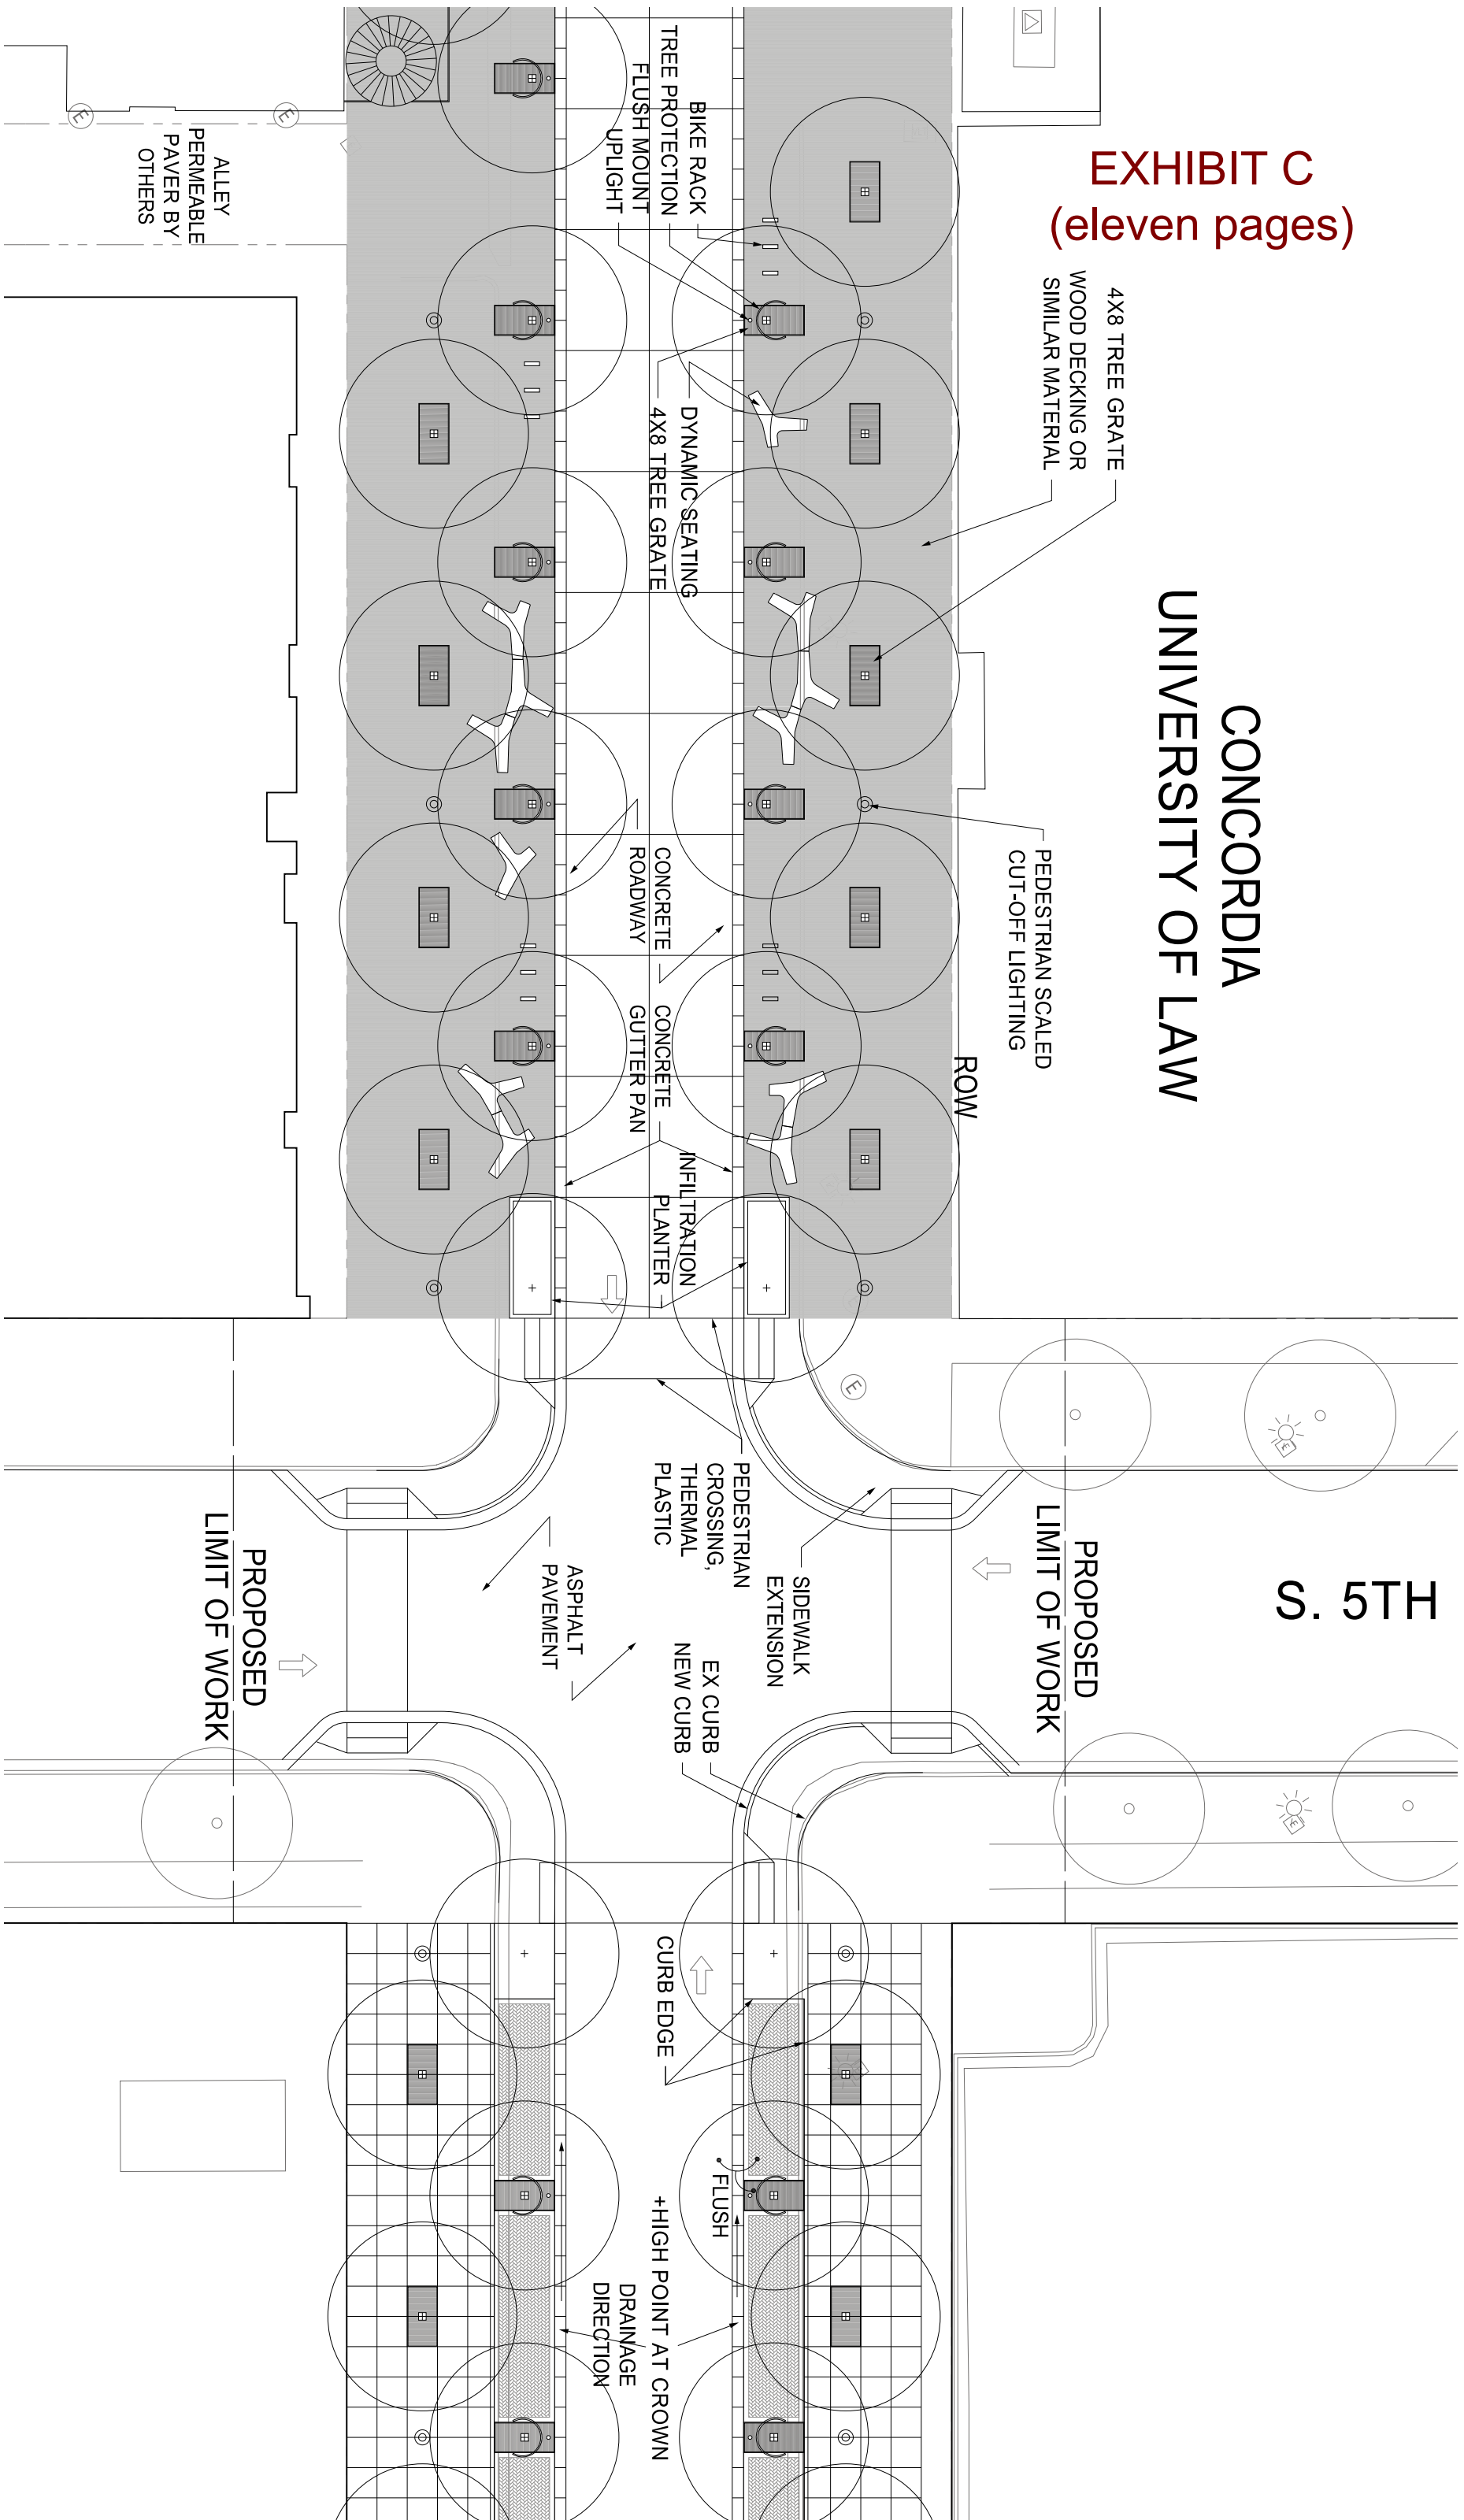 EXHIBIT C
(eleven pages)
CONCORDIA
UNIVERSITY OF LAW
4X8 TREE GRATE
WOOD DECKING OR
SIMILAR MATERIAL
BIKE RACK
TREE PROTECTION
FLUSH MOUNT
UPLIGHT
ALLEY
PERMEABLE
PAVER BY
OTHERS
E
E
DYNAMIC SEATING
4X8 TREE GRATE
PEDESTRIAN SCALED
CUT-OFF LIGHTING
CONCRETE
ROADWAY
CONCRETE
GUTTER PAN
ROW
INFILTRATION
PLANTER
E
PEDESTRIAN
CROSSING,
THERMAL
PLASTIC
SIDEWALK
EXTENSION
ASPHALT
PAVEMENT
PROPOSED
LIMIT OF WORK
PROPOSED
LIMIT OF WORK
S. 5TH
E
EX CURB
NEW CURB
E
CURB EDGE
FLUSH
+HIGH POINT AT CROWN
DRAINAGE
DIRECTION